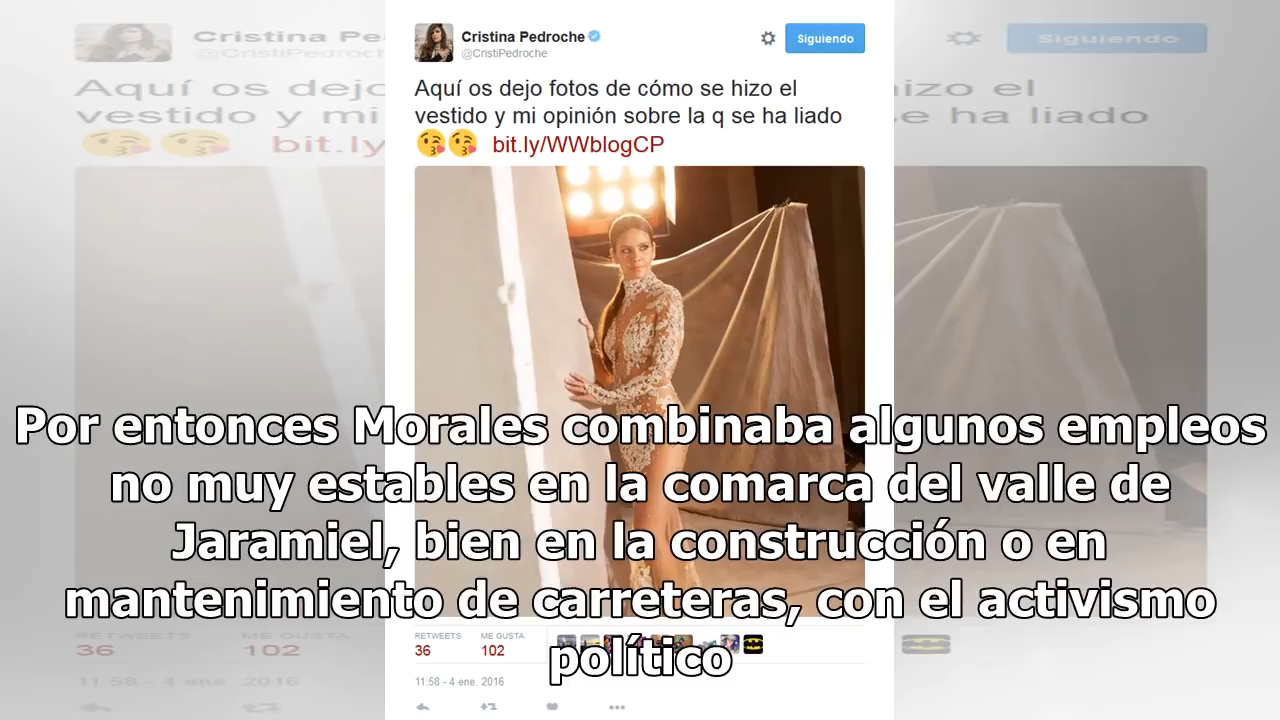 Cristina Pedroche
@CristiPedroche
Siguiendo
Aquí os dejo fotos de cómo se hizo el
vestido y mi opinión sobre la q se ha liado
😘😘 bit.ly/WWblogCP
Por entonces Morales combinaba algunos empleos
no muy estables en la comarca del valle de
Jaramiel, bien en la construcción o en
mantenimiento de carreteras, con el activismo
político
RETWEETS
36
ME GUSTA
102
11:58 - 4 ene. 2016